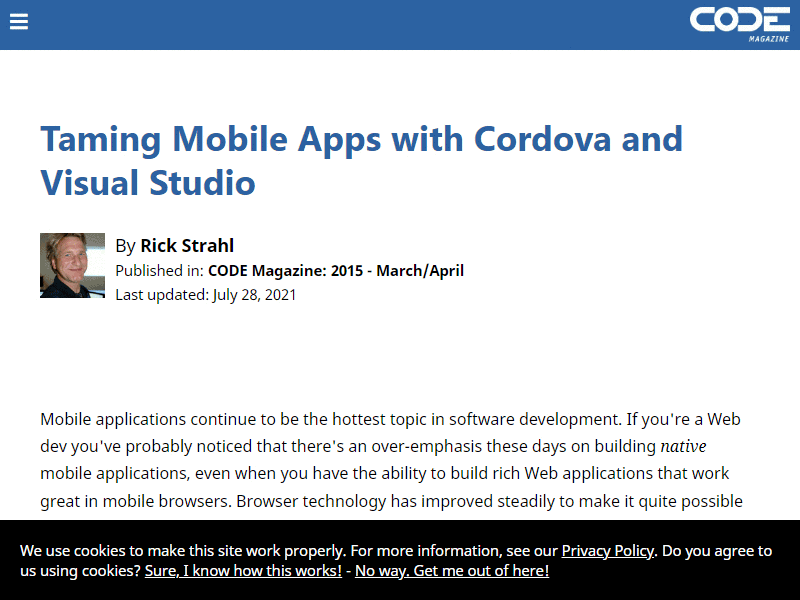 CODE
MAGAZINE
Taming Mobile Apps with Cordova and
Visual Studio
By Rick Strahl
Published in: CODE Magazine: 2015 - March/April
Last updated: July 28, 2021
Mobile applications continue to be the hottest topic in software development. If you're a Web
dev you've probably noticed that there's an over-emphasis these days on building native
mobile applications, even when you have the ability to build rich Web applications that work
great in mobile browsers. Browser technology has improved steadily to make it quite possible
We use cookies to make this site work properly. For more information, see our Privacy Policy. Do you agree to
us using cookies? Sure, I know how this works! - No way. Get me out of here!